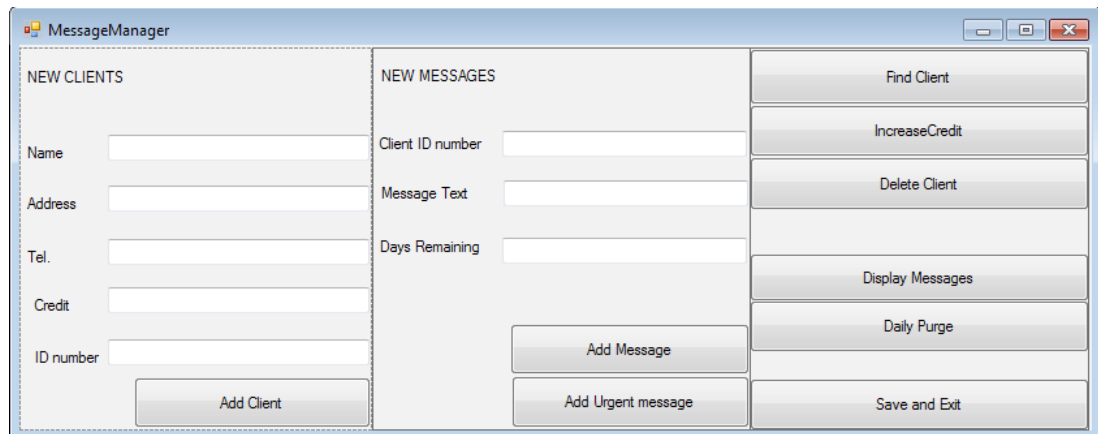 MessageManager
NEW CLIENTS
Name
Address
Tel.
Credit
ID number
Add Client
NEW MESSAGES
Client ID number
Message Text
Days Remaining
Add Message
Add Urgent message
Find Client
IncreaseCredit
Delete Client
Display Messages
Daily Purge
Save and Exit